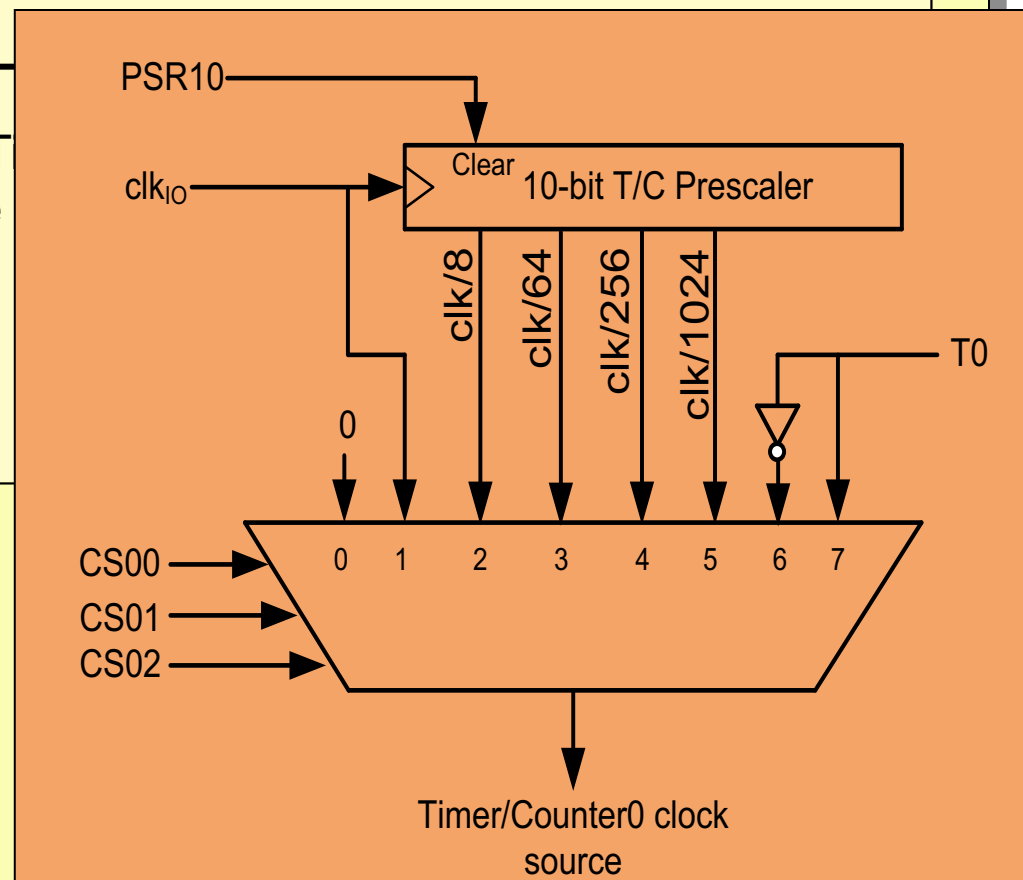 PSR10
Clear
clkIO
10-bit T/C Prescaler
clk/8
clk/64
clk/256
clk/1024
T0
0
0 1 2 3 4 5 6 7
CS00
CS01
CS02
Timer/Counter0 clock
source